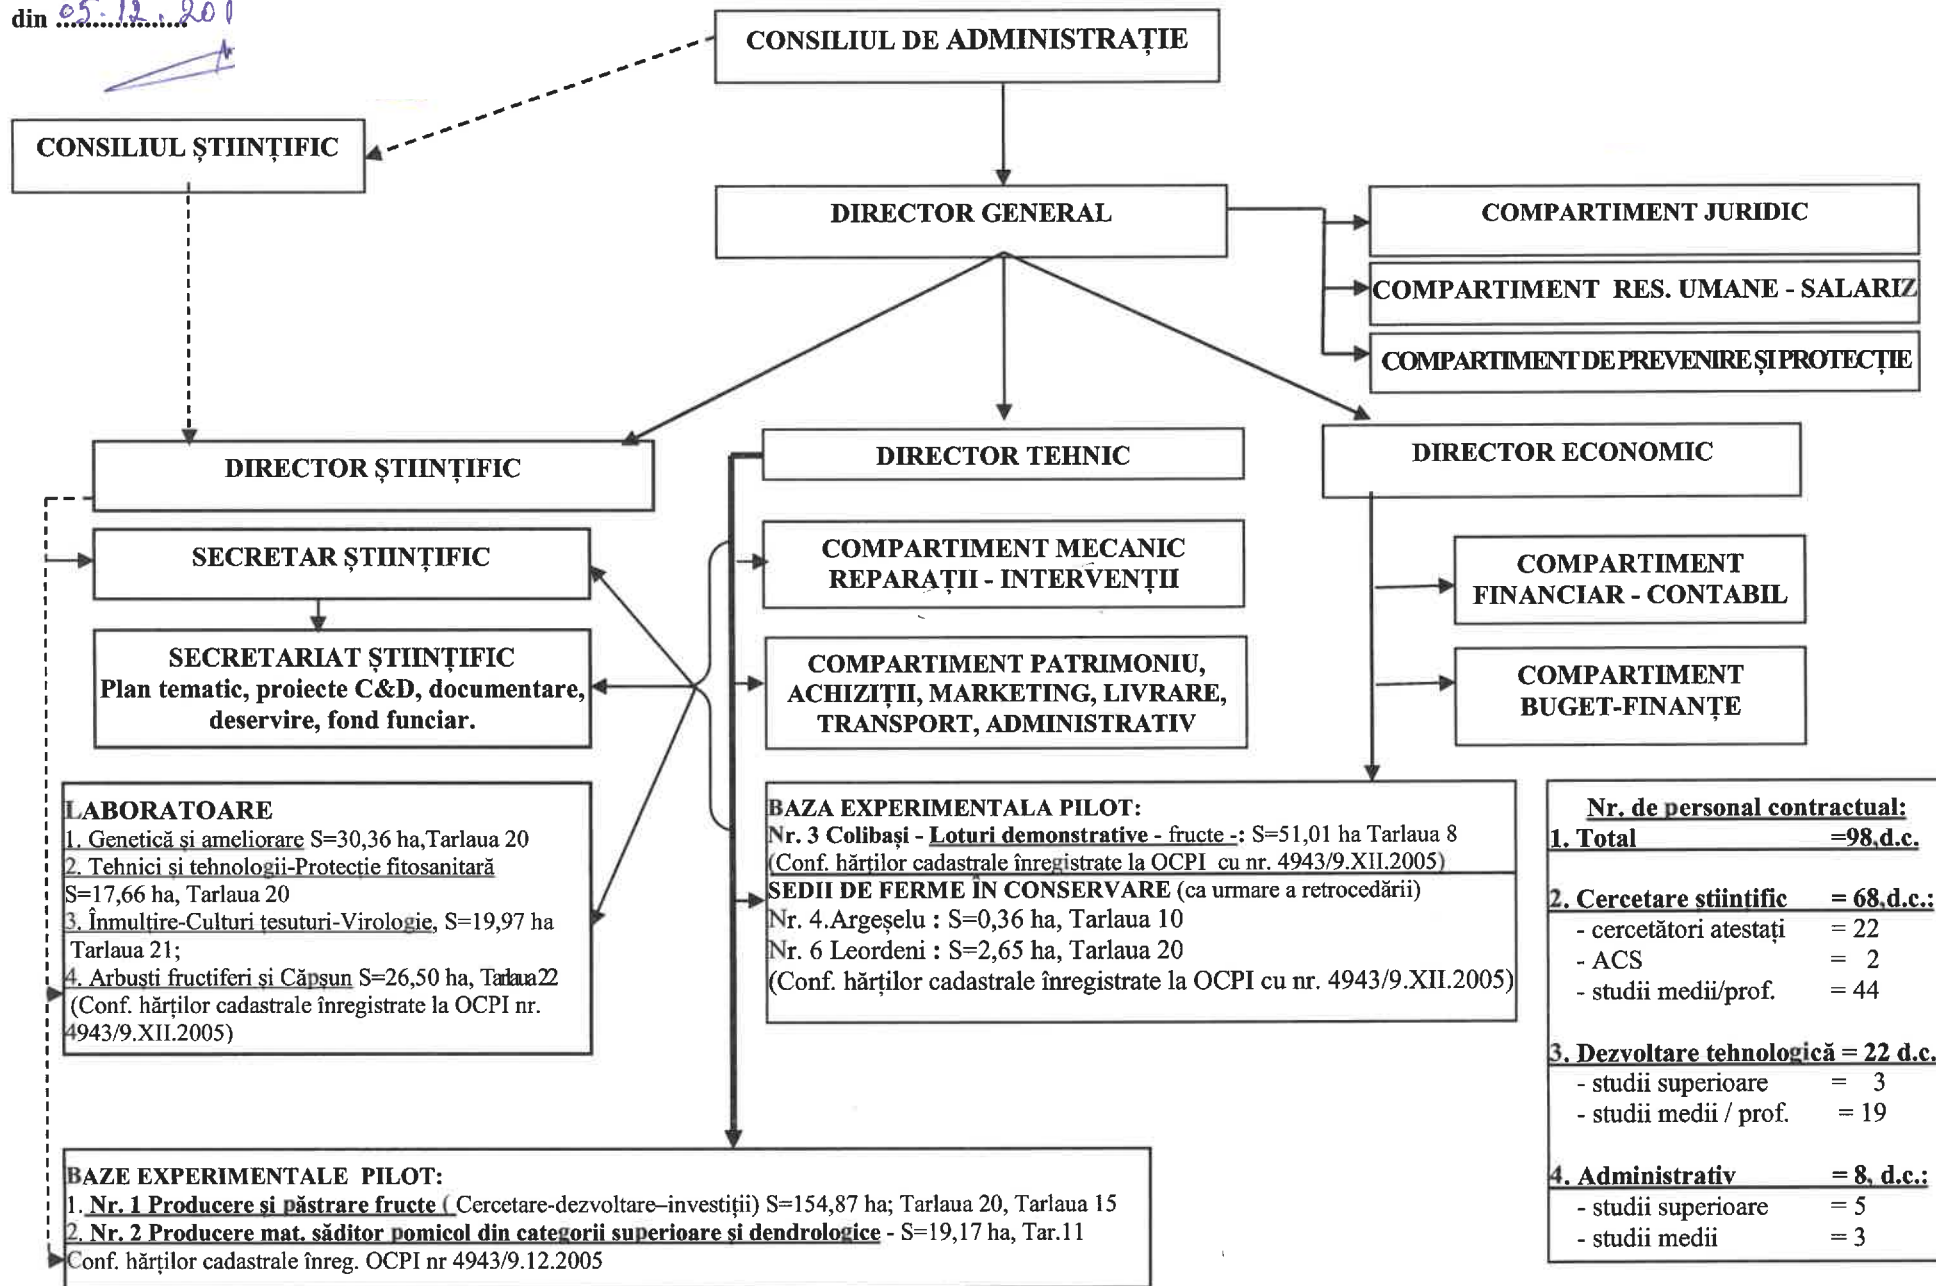 din 05.12.201
CONSILIUL DE ADMINISTRAȚIE
CONSILIUL ȘTIINȚIFIC
DIRECTOR GENERAL
COMPARTIMENT JURIDIC
COMPARTIMENT RES. UMANE - SALARIZ
COMPARTIMENT DE PREVENIRE ȘI PROTECȚIE
DIRECTOR ȘTIINȚIFIC
DIRECTOR TEHNIC
DIRECTOR ECONOMIC
SECRETAR ȘTIINȚIFIC
COMPARTIMENT MECANIC
REPARAȚII - INTERVENȚII
COMPARTIMENT
FINANCIAR - CONTABIL
SECRETARIAT ȘTIINȚIFIC
Plan tematic, proiecte C&D, documentare,
deservire, fond funciar.
COMPARTIMENT PATRIMONIU,
ACHIZIȚII, MARKETING, LIVRARE,
TRANSPORT, ADMINISTRATIV
COMPARTIMENT
BUGET-FINANȚE
LABORATOARE
1. Genetică și ameliorare S=30,36 ha,Tarlaua 20
2. Tehnici și tehnologii-Protecție fitosanitară
S=17,66 ha, Tarlaua 20
3. Înmulțire-Culturi țesuturi-Virologie, S=19,97 ha
Tarlaua 21;
4. Arbuști fructiferi și Căpșun S=26,50 ha, Tarlaua 22
(Conf. hărților cadastrale înregistrate la OCPI nr.
4943/9.XII.2005)
BAZA EXPERIMENTALA PILOT:
Nr. 3 Colibași - Loturi demonstrative - fructe -: S=51,01 ha Tarlaua 8
(Conf. hărților cadastrale înregistrate la OCPI cu nr. 4943/9.XII.2005)
SEDII DE FERME ÎN CONSERVARE (ca urmare a retrocedării)
Nr. 4.Argeșelu : S=0,36 ha, Tarlaua 10
Nr. 6 Leordeni : S=2,65 ha, Tarlaua 20
(Conf. hărților cadastrale înregistrate la OCPI cu nr. 4943/9.XII.2005)
Nr. de personal contractual:
1. Total =98,d.c.
2. Cercetare științific = 68,d.c.:
- cercetători atestați = 22
- ACS = 2
- studii medii/prof. = 44
3. Dezvoltare tehnologică = 22 d.c.
- studii superioare = 3
- studii medii / prof. = 19
4. Administrativ = 8, d.c.:
- studii superioare = 5
- studii medii = 3
BAZE EXPERIMENTALE PILOT:
1. Nr. 1 Producere și păstrare fructe ( Cercetare-dezvoltare–investiții) S=154,87 ha; Tarlaua 20, Tarlaua 15
2. Nr. 2 Producere mat. săditor pomicol din categorii superioare și dendrologice - S=19,17 ha, Tar.11
Conf. hărților cadastrale înreg. OCPI nr 4943/9.12.2005